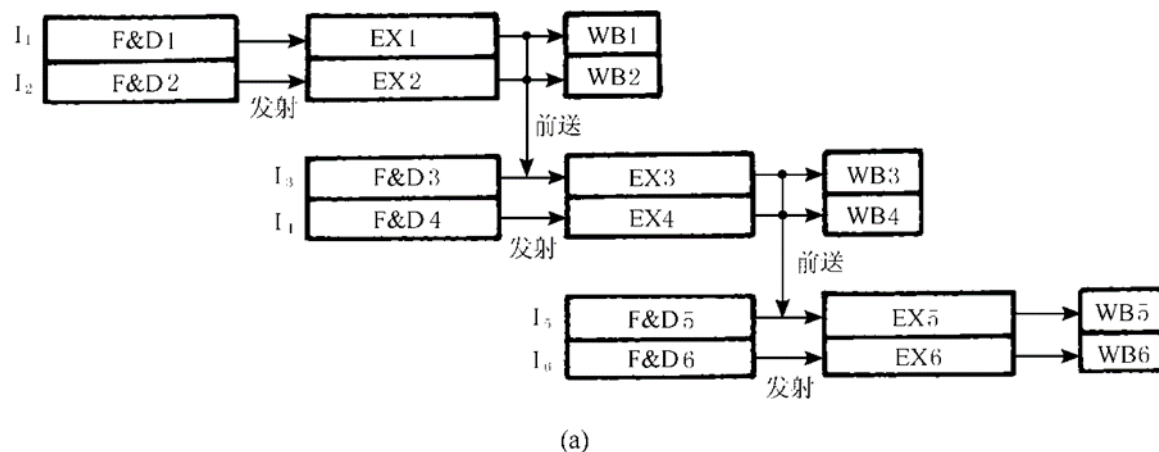 I₁ F&D1 EX1 WB1
I₂ F&D2 EX2 WB2
发射
前送
I₃ F&D3 EX3 WB3
I₄ F&D4 EX4 WB4
发射
前送
I₅ F&D5 EX5 WB5
I₆ F&D6 EX6 WB6
发射
(a)